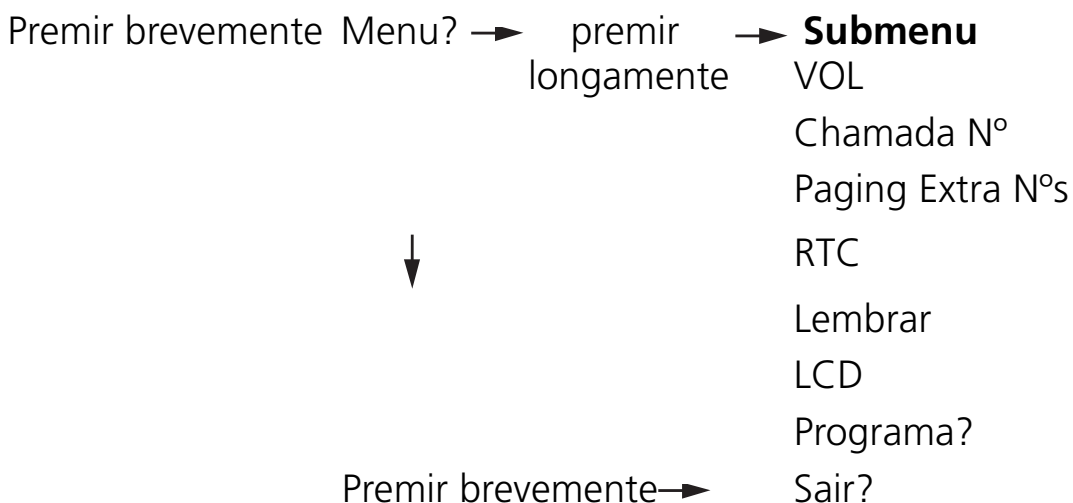 Premir brevemente Menu? → premir → Submenu
longamente VOL
Chamada Nº
Paging Extra Nºs
RTC
Lembrar
LCD
Programa?
Premir brevemente → Sair?